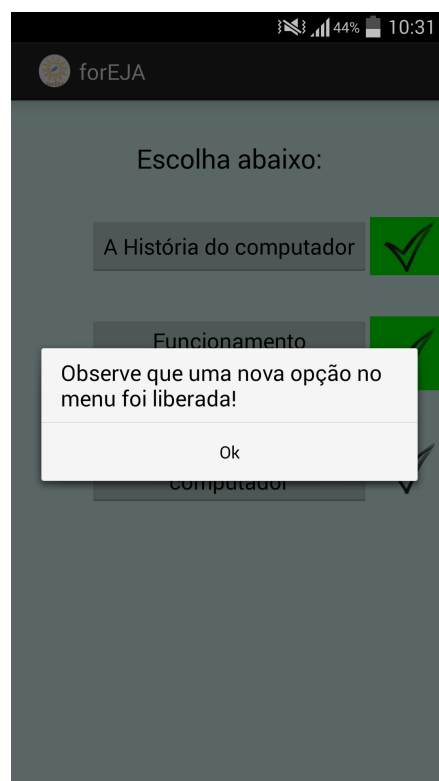 44% 10:31
forEJA
Escolha abaixo:
A História do computador
Funcionamento
Observe que uma nova opção no
menu foi liberada!
Ok
computador